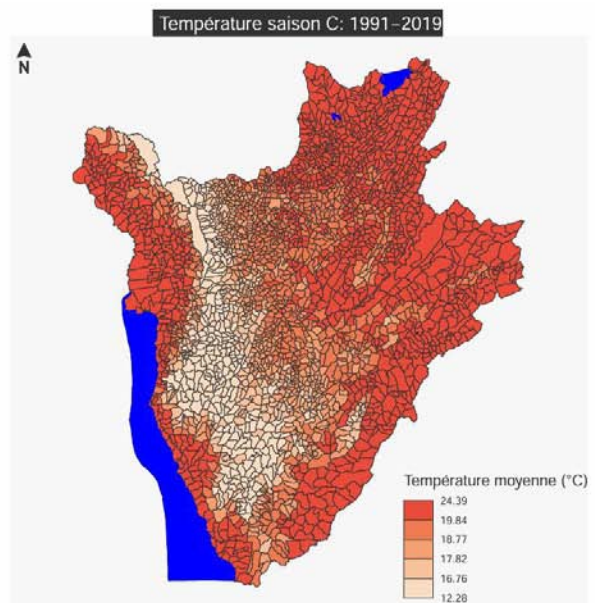 Température saison C: 1991–2019
N
Température moyenne (°C)
24.39
19.84
18.77
17.82
16.76
12.28